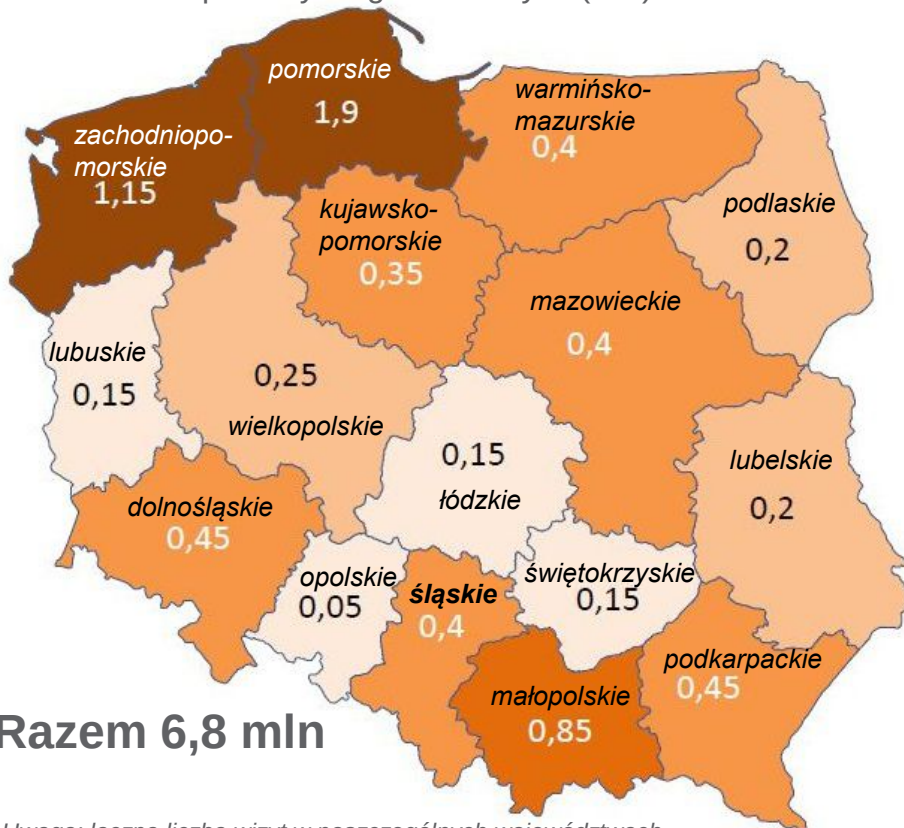 pomorskie
1,9
warmińsko-
mazurskie
0,4
zachodniopo-
morskie
1,15
kujawsko-
pomorskie
0,35
podlaskie
0,2
mazowieckie
0,4
lubuskie
0,15
0,25
wielkopolskie
0,15
łódzkie
lubelskie
0,2
dolnośląskie
0,45
opolskie
0,05
śląskie
0,4
świętokrzyskie
0,15
małopolskie
0,85
podkarpackie
0,45
Razem 6,8 mln